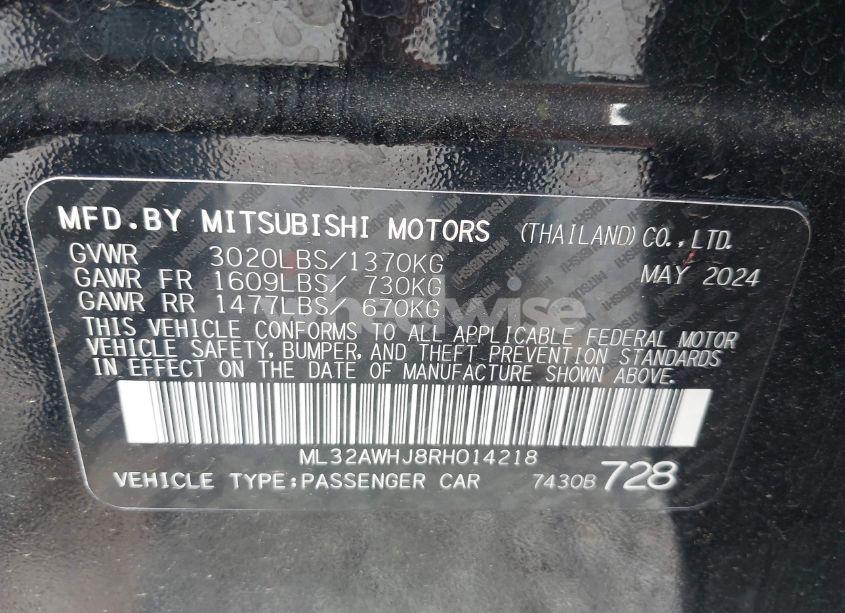 MFD.BY MITSUBISHI MOTORS (THAILAND) CO., LTD.
GVWR 3020LBS/1370KG MAY 2024
GAWR FR 1609LBS/ 730KG
GAWR RR 1477LBS/ 670KG
THIS VEHICLE CONFORMS TO ALL APPLICABLE FEDERAL MOTOR
VEHICLE SAFETY, BUMPER, AND THEFT PREVENTION STANDARDS
IN EFFECT ON THE DATE OF MANUFACTURE SHOWN ABOVE.
ML32AWHJ8RH014218
VEHICLE TYPE;PASSENGER CAR 7430B 728